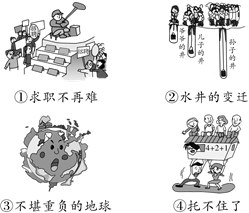 ①求职不再难
爷爷的井
儿子的井
孙子的井
②水井的变迁
③不堪重负的地球
4+2+1
④托不住了